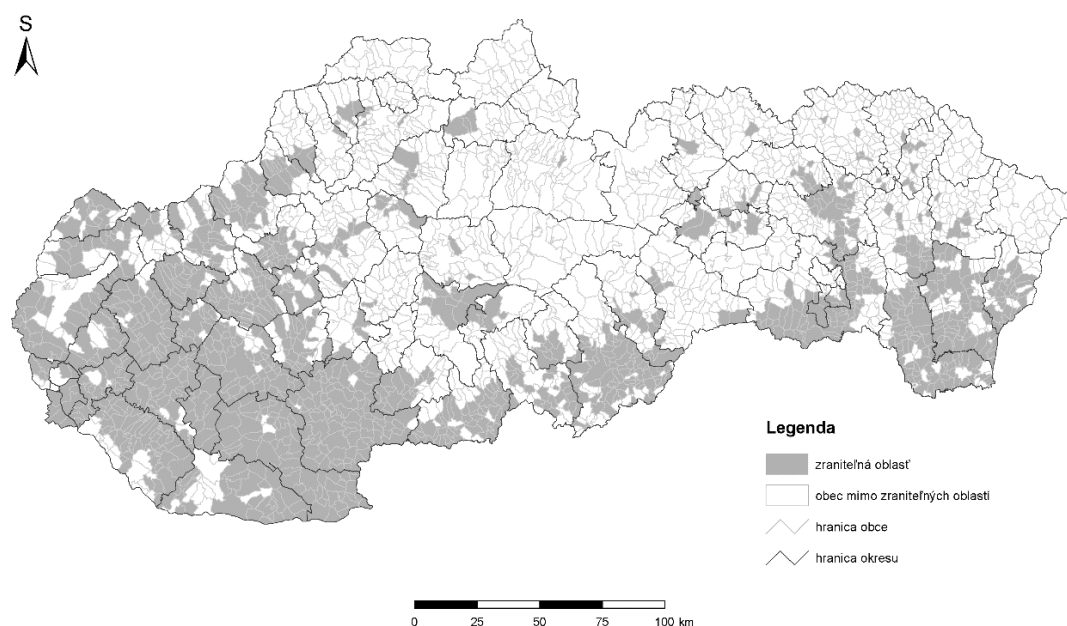 S
Legenda
zraniteľná oblasť
obec mimo zraniteľných oblastí
hranica obce
hranica okresu
0 25 50 75 100 km